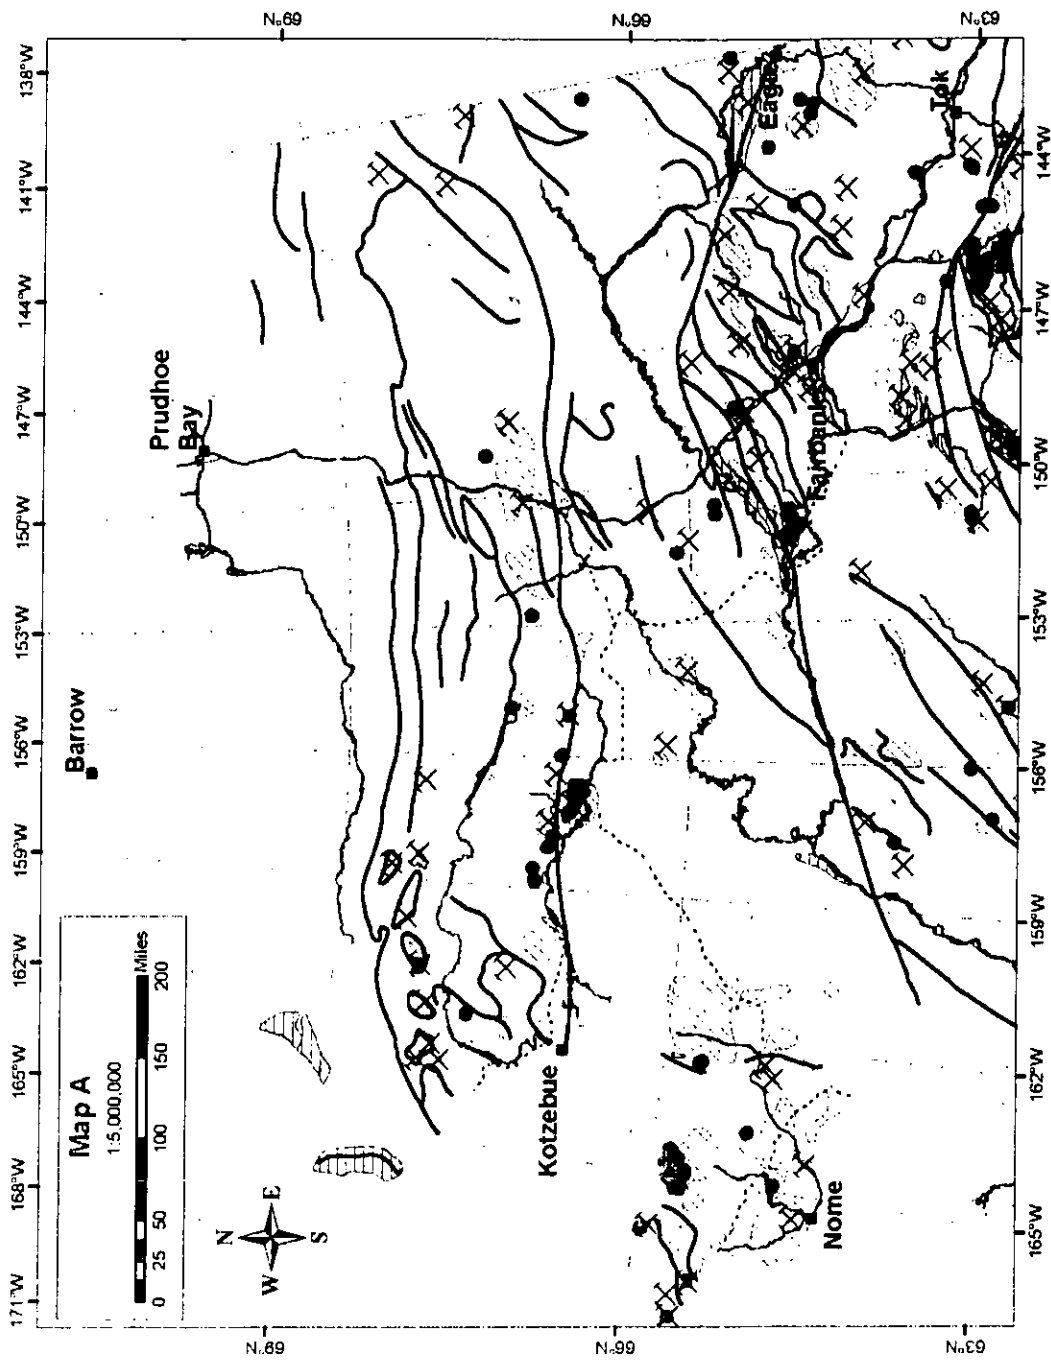 171°W 168°W 165°W 162°W 159°W 156°W 153°W 150°W 147°W 144°W 141°W 138°W
Map A
1:5,000,000
0 25 50 100 150 200
Miles
N
W E
S
Barrow
Prudhoe
Bay
69°N
69°N
Kotzebue
66°N
66°N
Nome
Fairbanks
Eagle
Tok
63°N
63°N
165°W 162°W 159°W 156°W 153°W 150°W 147°W 144°W